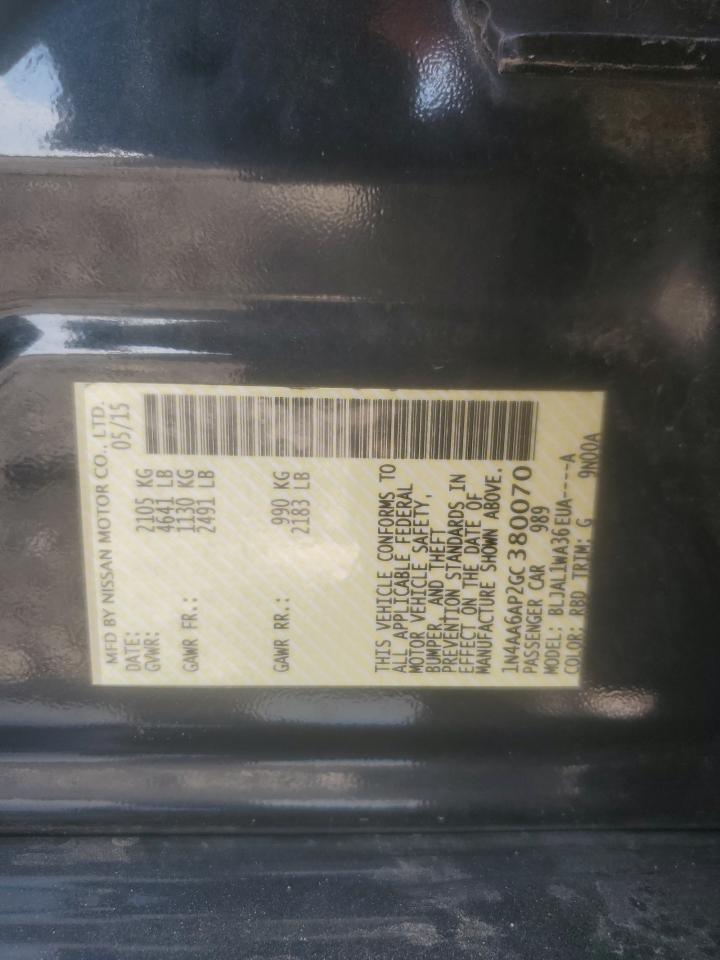 MFD BY NISSAN MOTOR CO., LTD.
DATE: 05/15
GVWR: 2105 KG
4641 LB
GAWR FR.: 1130 KG
2491 LB
GAWR RR.: 990 KG
2183 LB
THIS VEHICLE CONFORMS TO
ALL APPLICABLE FEDERAL
MOTOR VEHICLE SAFETY,
BUMPER, AND THEFT
PREVENTION STANDARDS IN
EFFECT ON THE DATE OF
MANUFACTURE SHOWN ABOVE.
1N4AA6AP2GC380070
PASSENGER CAR 989
MODEL: BLJAL1WA36EUA----A
COLOR: RBD TRIM: G 9N00A